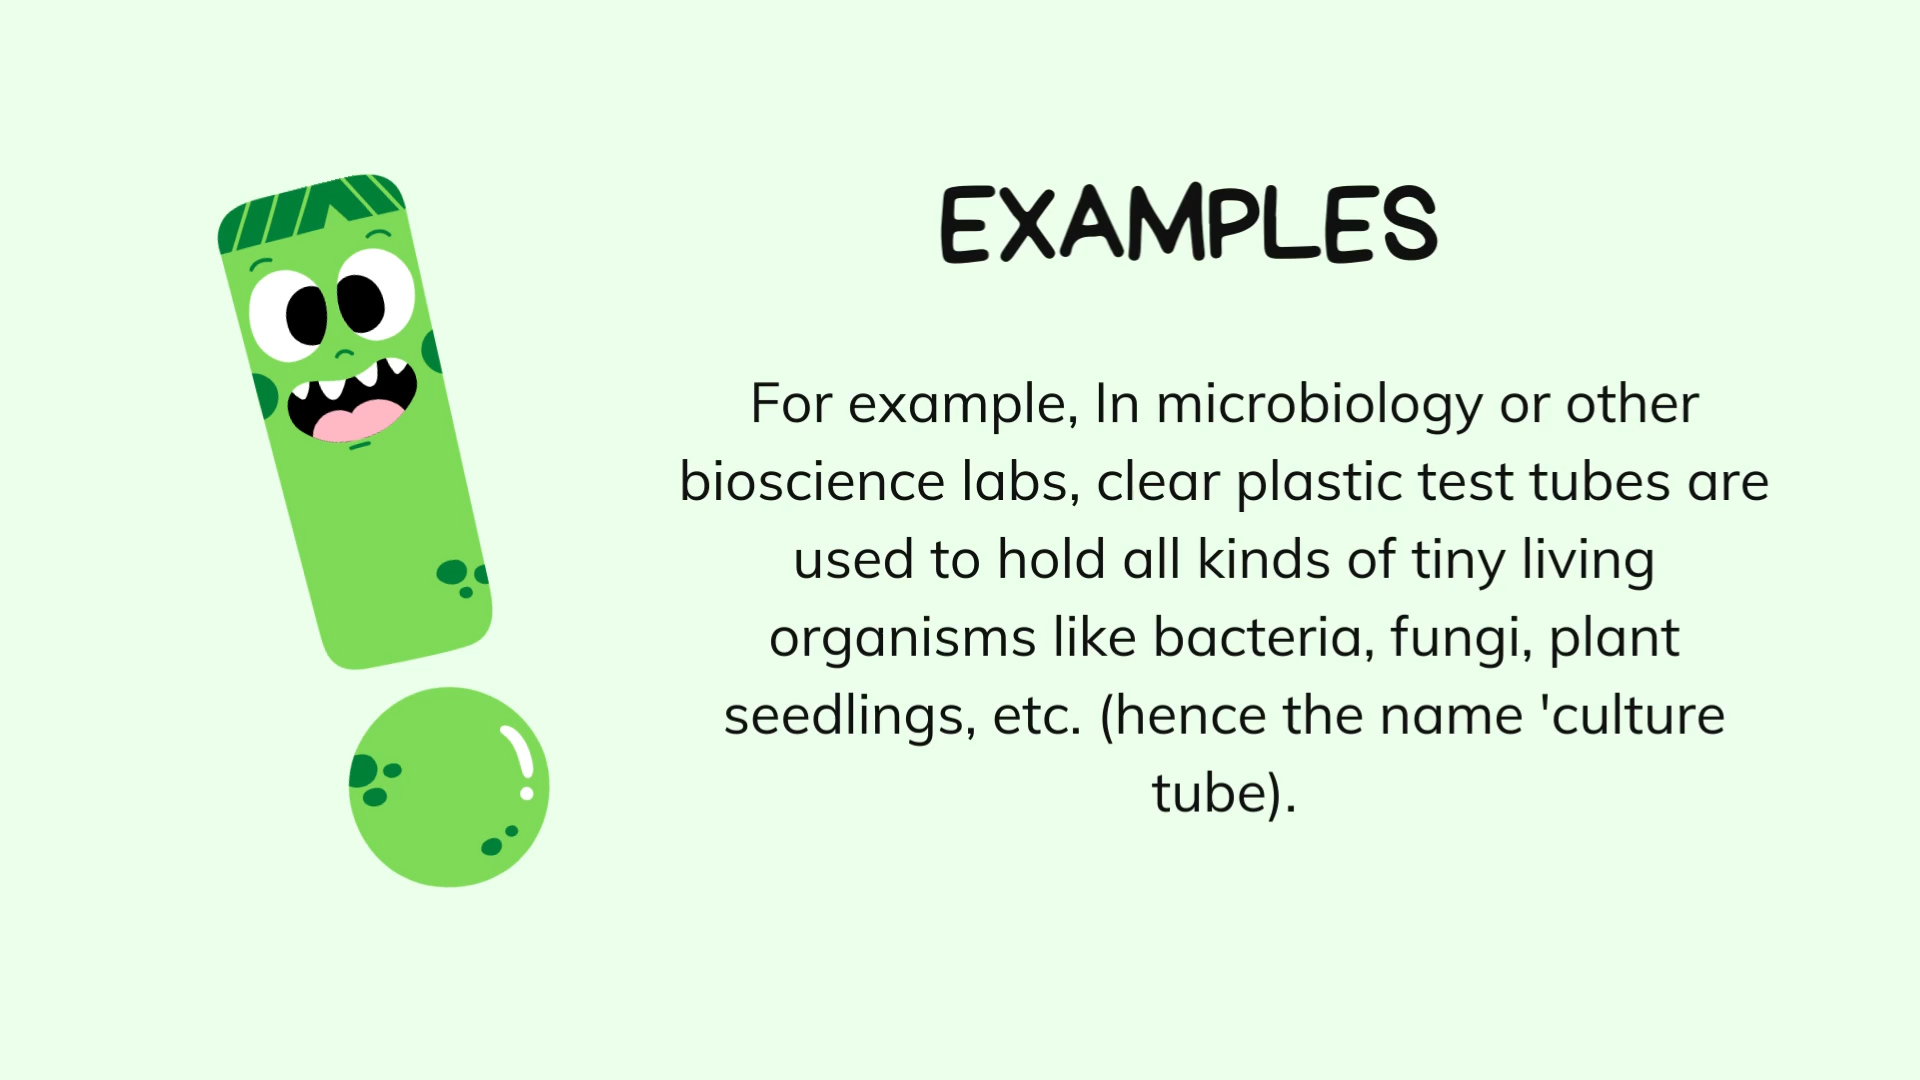 EXAMPLES
For example, In microbiology or other
bioscience labs, clear plastic test tubes are
used to hold all kinds of tiny living
organisms like bacteria, fungi, plant
seedlings, etc. (hence the name 'culture
tube).